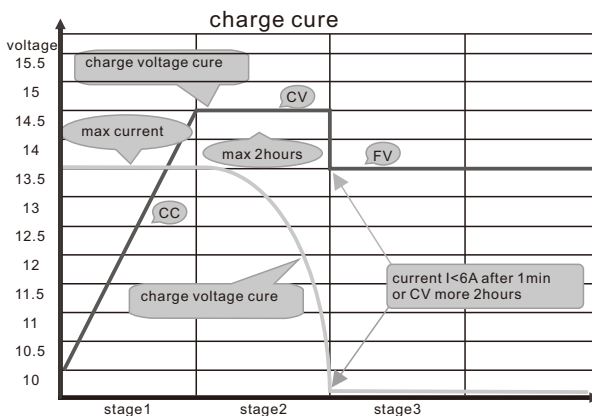 charge cure
voltage
15.5
15
14.5
14
13.5
13
12.5
12
11.5
11
10.5
10
charge voltage cure
CV
max current
max 2hours
FV
CC
charge voltage cure
current I<6A after 1min
or CV more 2hours
stage1
stage2
stage3